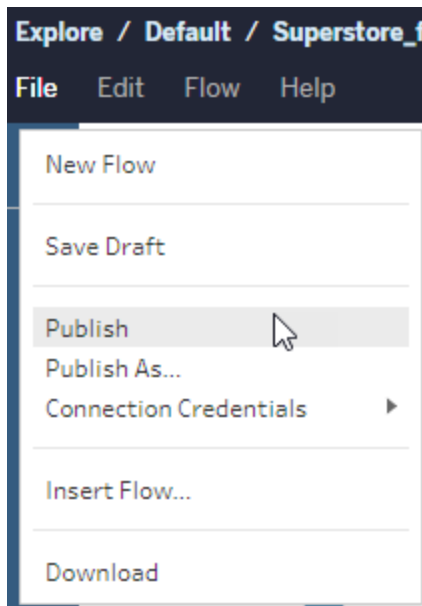 Explore / Default / Superstore_f
File Edit Flow Help
New Flow
Save Draft
Publish
Publish As...
Connection Credentials
Insert Flow...
Download